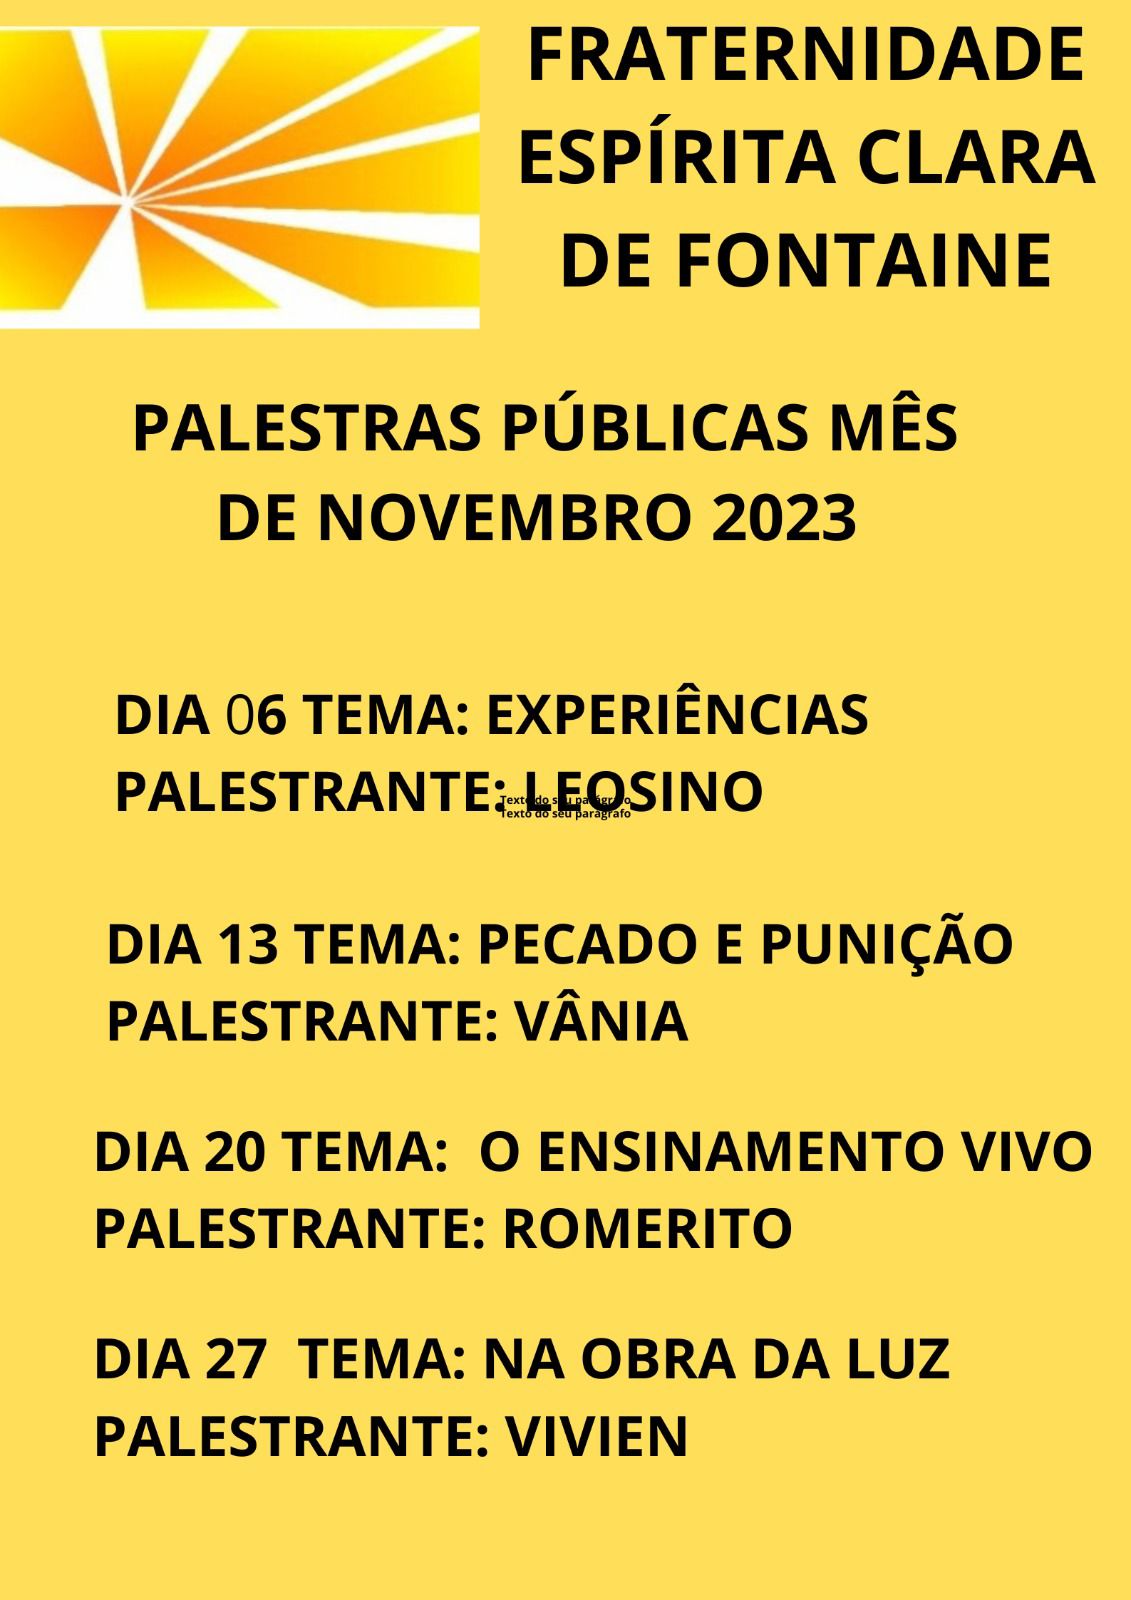 FRATERNIDADE
ESPÍRITA CLARA
DE FONTAINE
PALESTRAS PÚBLICAS MÊS
DE NOVEMBRO 2023
DIA 06 TEMA: EXPERIÊNCIAS
PALESTRANTE: LEOSINO
Texto do seu parágrafo
Texto do seu parágrafo
DIA 13 TEMA: PECADO E PUNIÇÃO
PALESTRANTE: VÂNIA
DIA 20 TEMA: O ENSINAMENTO VIVO
PALESTRANTE: ROMERITO
DIA 27 TEMA: NA OBRA DA LUZ
PALESTRANTE: VIVIEN